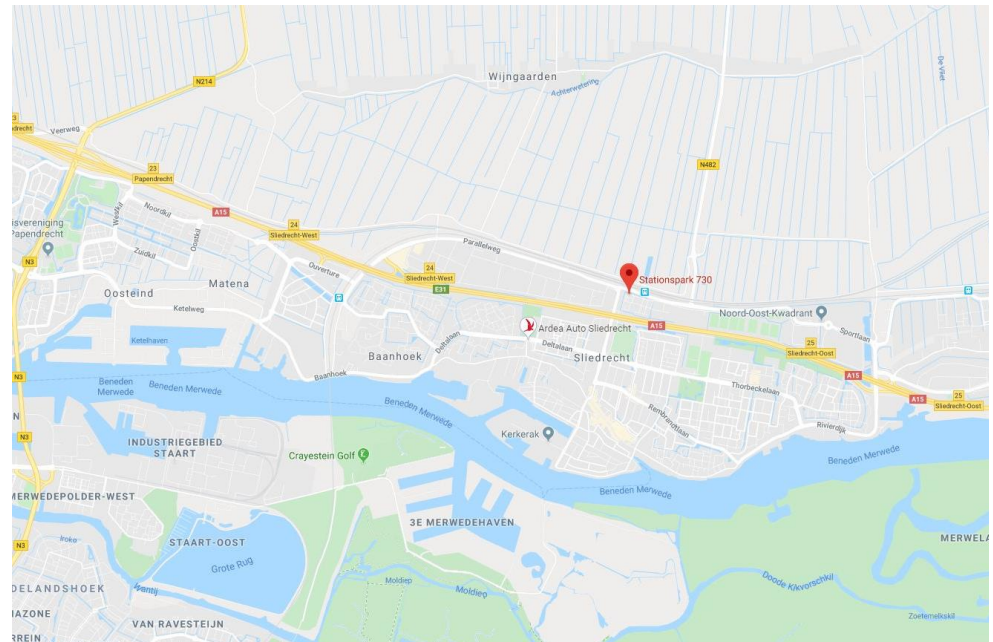 Wijngaarden
Achterwetering
De Vliet
N214
Veerweg
N482
23
Papendrecht
A15
Westkil
Noordkil
Oostkil
Zuidkil
24
Sliedrecht-West
Papendrecht
N3
Ouverture
Parallelweg
24
Sliedrecht-West
E31
Stationspark 730
Oosteind
Matena
Ketelweg
Noord-Oost-Kwadrant
Sportlaan
Ardea Auto Sliedrecht
A15
Ketelhaven
Baanhoek
Deltalaan
Deltalaan
Sliedrecht
25
Sliedrecht-Oost
A15
N3
Beneden
Merwede
Beneden Merwede
Baanhoek
Thorbeckelaan
25
A15
Sliedrecht-Oost
Beneden Merwede
Rembrandtlaan
Rivierdijk
N3
INDUSTRIEGEBIED
STAART
Kerkerak
Crayestein Golf
Beneden Merwede
MERWEDEPOLDER-WEST
Beneden Merwede
3E MERWEDEHAVEN
N3
STAART-OOST
Grote Rug
Wantij
Moldiep
Moldiep
Doode Kikvorschkil
Zoetemelkskil
VAN RAVESTEIJN